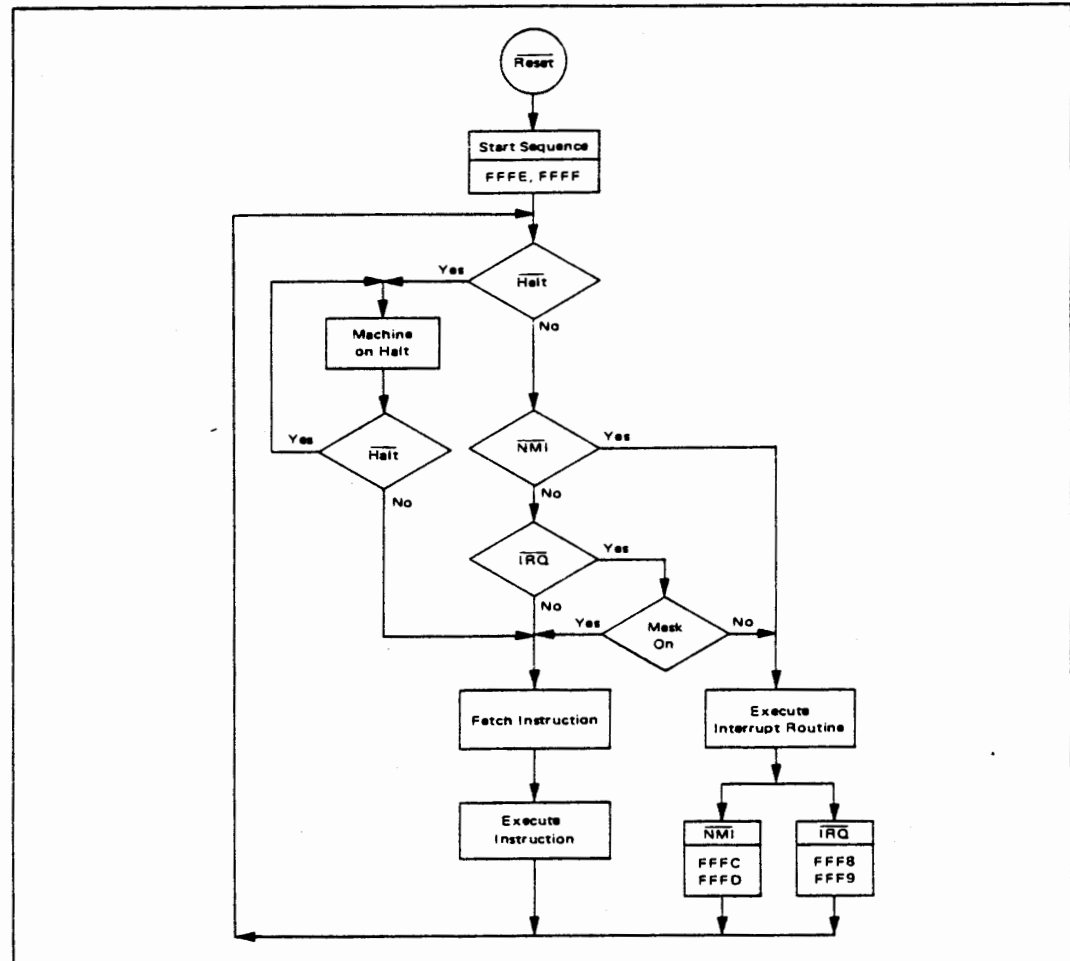 Reset
Start Sequence
FFFE, FFFF
Yes
Halt
No
Machine
on Halt
Yes
Halt
No
NMI
Yes
No
IRQ
Yes
No
Yes
Mask
On
No
Fetch Instruction
Execute
Interrupt Routine
Execute
Instruction
NMI
FFFC
FFFD
IRQ
FFF8
FFF9